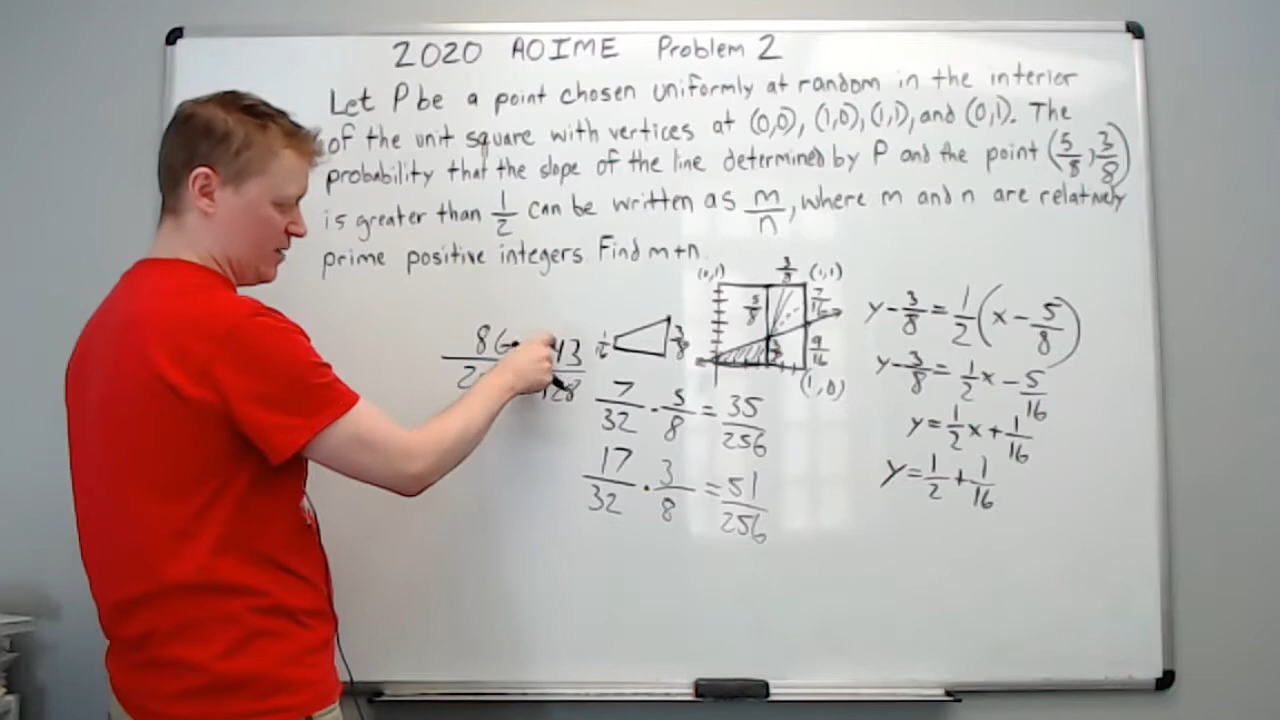 2020 AOIME Problem 2
Let P be a point chosen uniformly at random in the interior
of the unit square with vertices at (0,0), (1,0), (1,1), and (0,1). The
probability that the slope of the line determined by P and the point (5/8, 3/8)
is greater than 1/2 can be written as m/n, where m and n are relatively
prime positive integers. Find m+n.
(0,1) 3/8 (1,1)
5/8 7/16
3/8 9/16
(1,0)
3/8
7/32 · 5/8 = 35/256
17/32 · 3/8 = 51/256
y - 3/8 = 1/2(x - 5/8)
y - 3/8 = 1/2x - 5/16
y = 1/2x + 1/16
y = 1/2 + 1/16